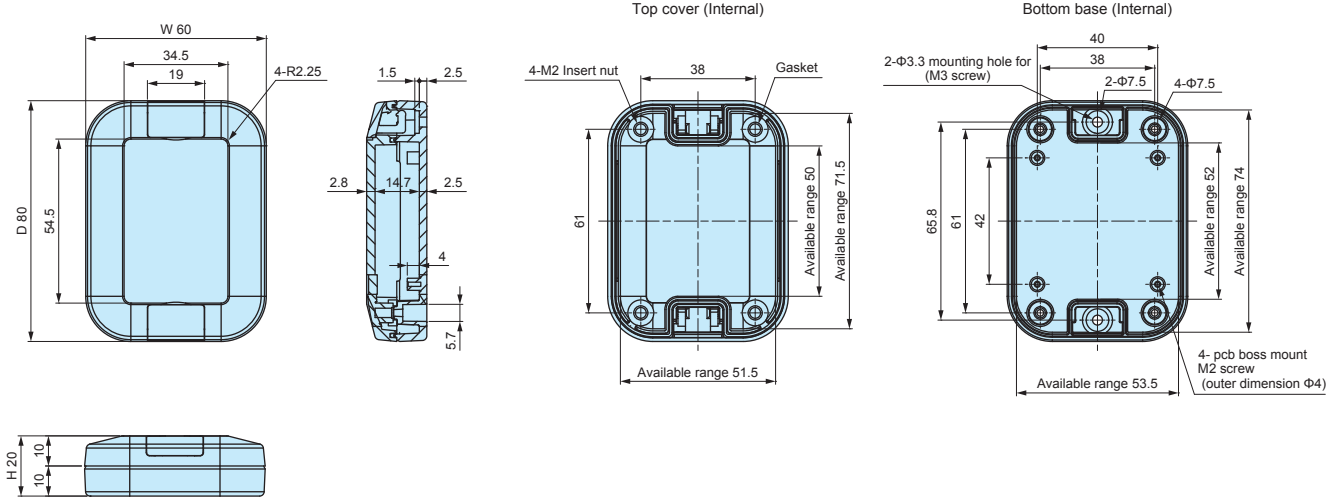 Top cover (Internal)
Bottom base (Internal)
W 60
34.5
19
4-R2.25
D 80
54.5
1.5
2.5
2.8
14.7
2.5
4
5.7
4-M2 Insert nut
38
Gasket
61
Available range 50
Available range 71.5
Available range 51.5
40
38
2-Φ3.3 mounting hole for
(M3 screw)
2-Φ7.5
4-Φ7.5
65.8
61
42
Available range 52
Available range 74
Available range 53.5
4- pcb boss mount
M2 screw
(outer dimension Φ4)
H 20
10
10